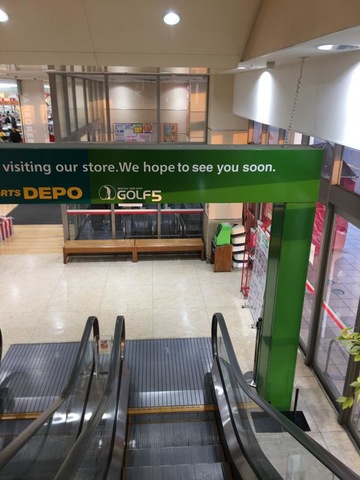 visiting our store.We hope to see you soon.
RTS DEPO GOLF5